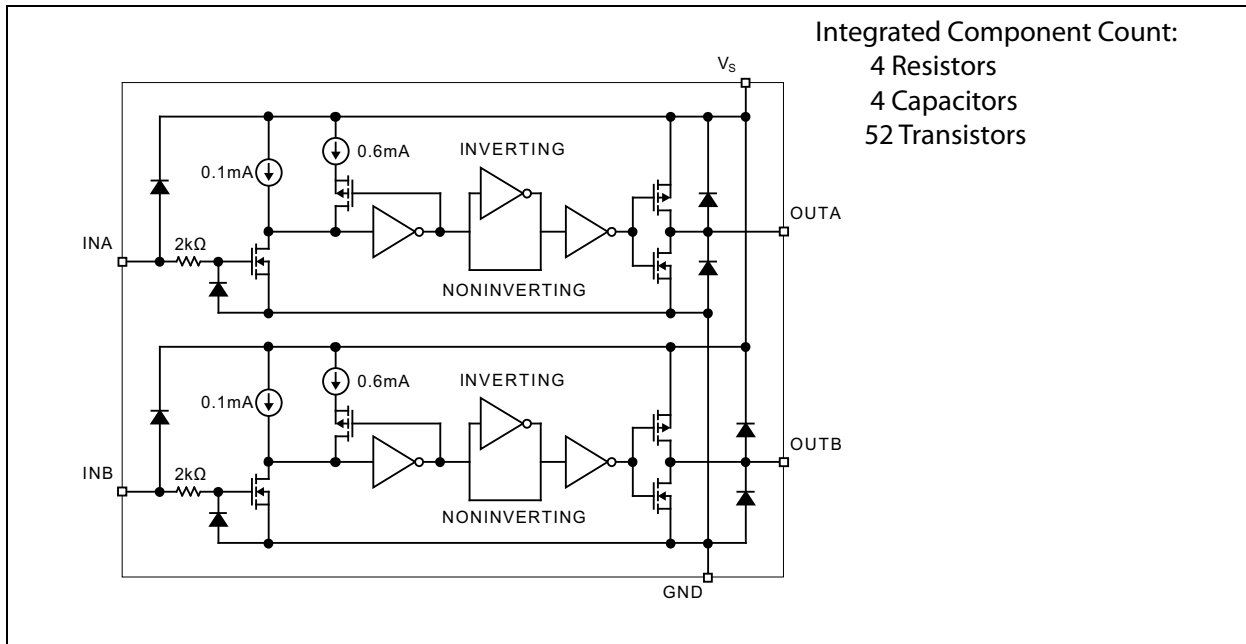 Integrated Component Count:
4 Resistors
4 Capacitors
52 Transistors
VS
0.6mA
INVERTING
0.1mA
OUTA
INA
2kΩ
NONINVERTING
0.6mA
INVERTING
0.1mA
OUTB
INB
2kΩ
NONINVERTING
GND